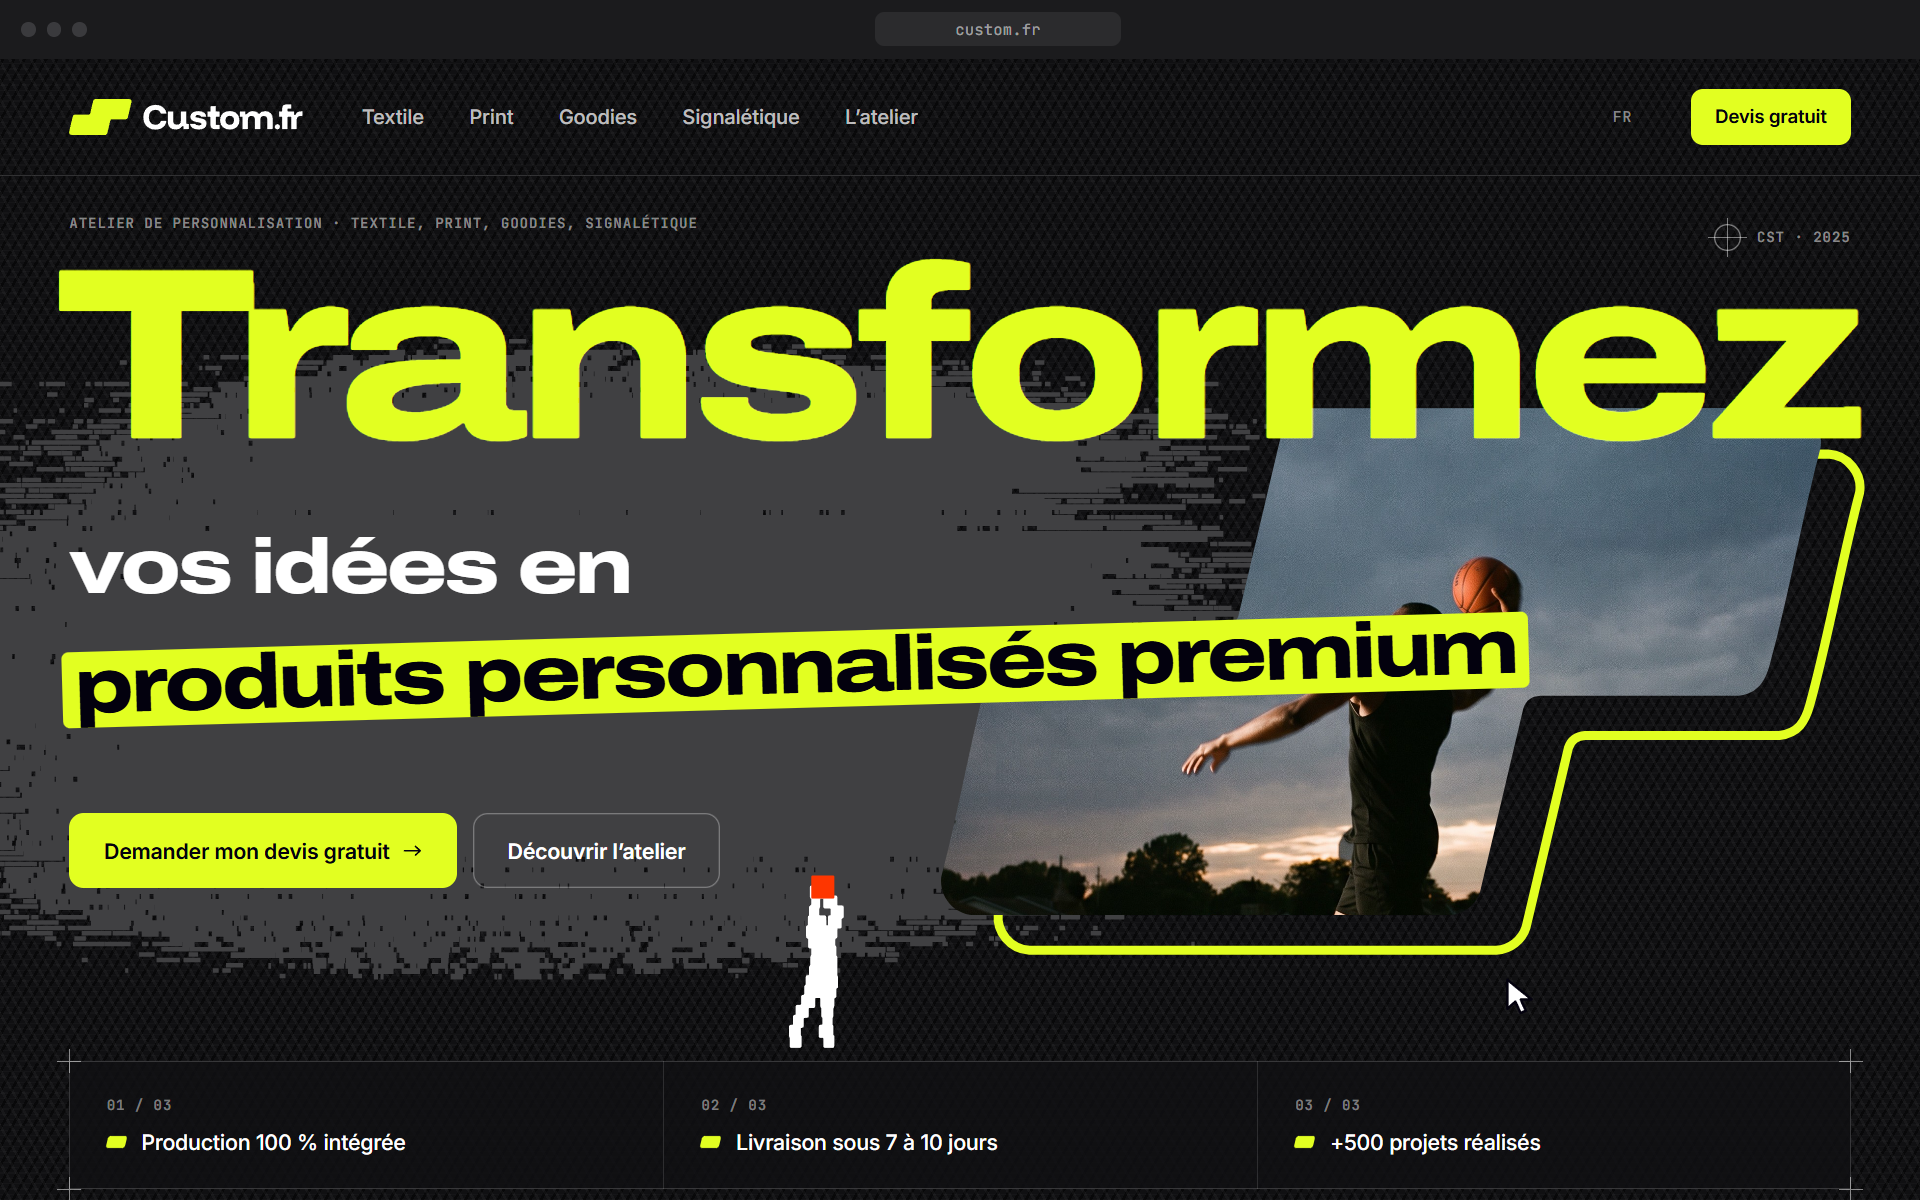 custom.fr
Custom.fr
Textile
Print
Goodies
Signalétique
L’atelier
FR
Devis gratuit
ATELIER DE PERSONNALISATION · TEXTILE, PRINT, GOODIES, SIGNALÉTIQUE
CST · 2025
Transformez
vos idées en
produits personnalisés premium
Demander mon devis gratuit →
Découvrir l’atelier
01 / 03
Production 100 % intégrée
02 / 03
Livraison sous 7 à 10 jours
03 / 03
+500 projets réalisés